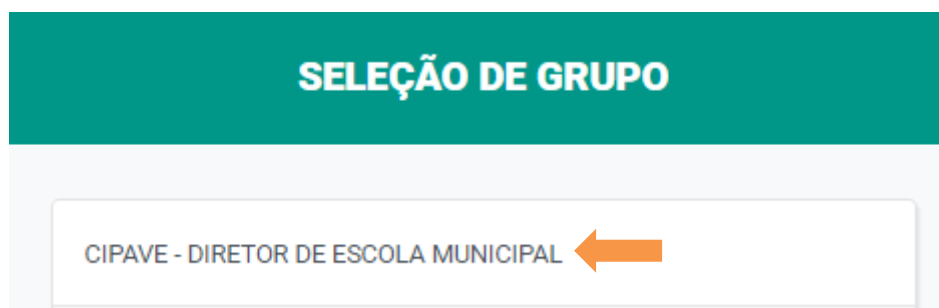 SELEÇÃO DE GRUPO
CIPAVE - DIRETOR DE ESCOLA MUNICIPAL